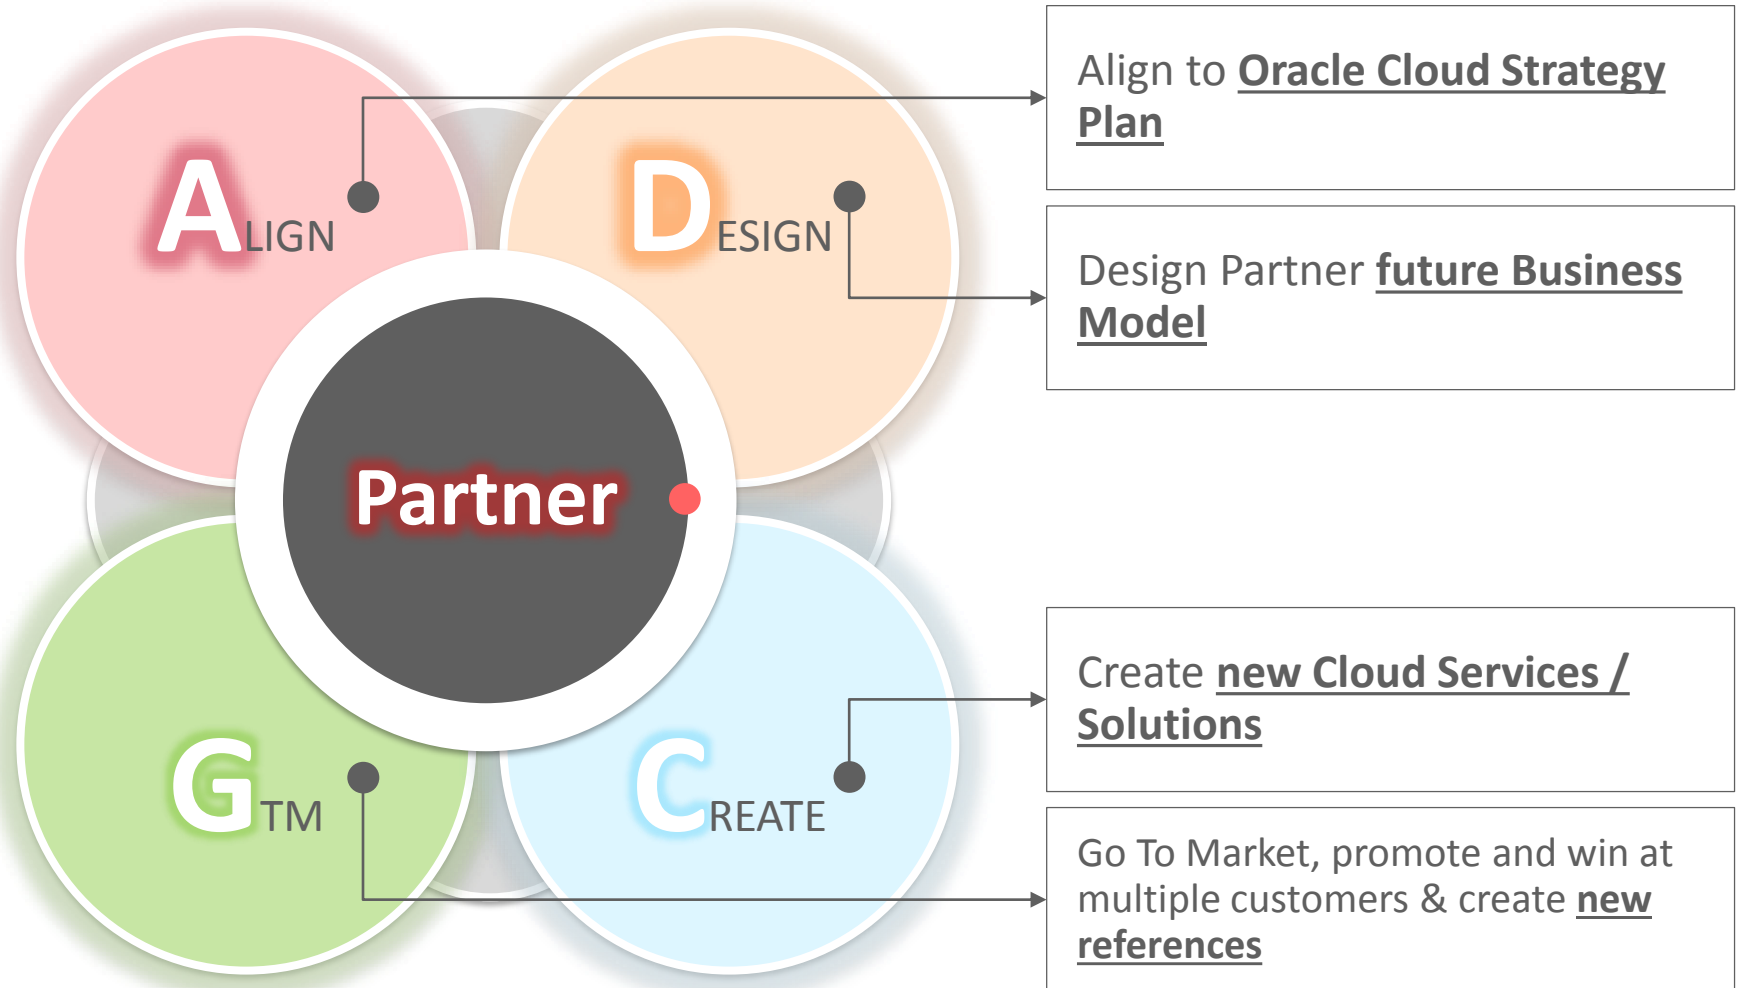 ALIGN
DESIGN
Partner
GTM
CREATE
Align to Oracle Cloud Strategy
Plan
Design Partner future Business
Model
Create new Cloud Services /
Solutions
Go To Market, promote and win at
multiple customers & create new
references